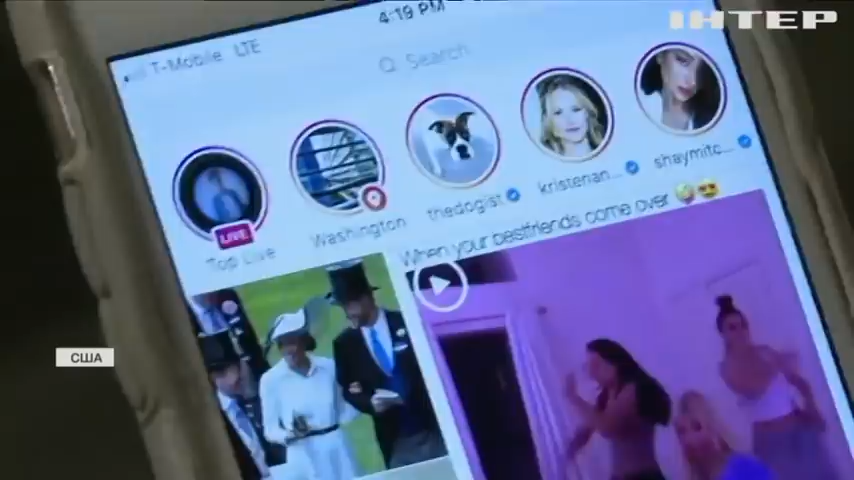 ІНТЕР
4:19 PM
T-Mobile LTE
Search
shaymitc...
kristenan...
thedogist
Washington
LIVE
Top Live
When your bestfriends come over 🤪😍
США